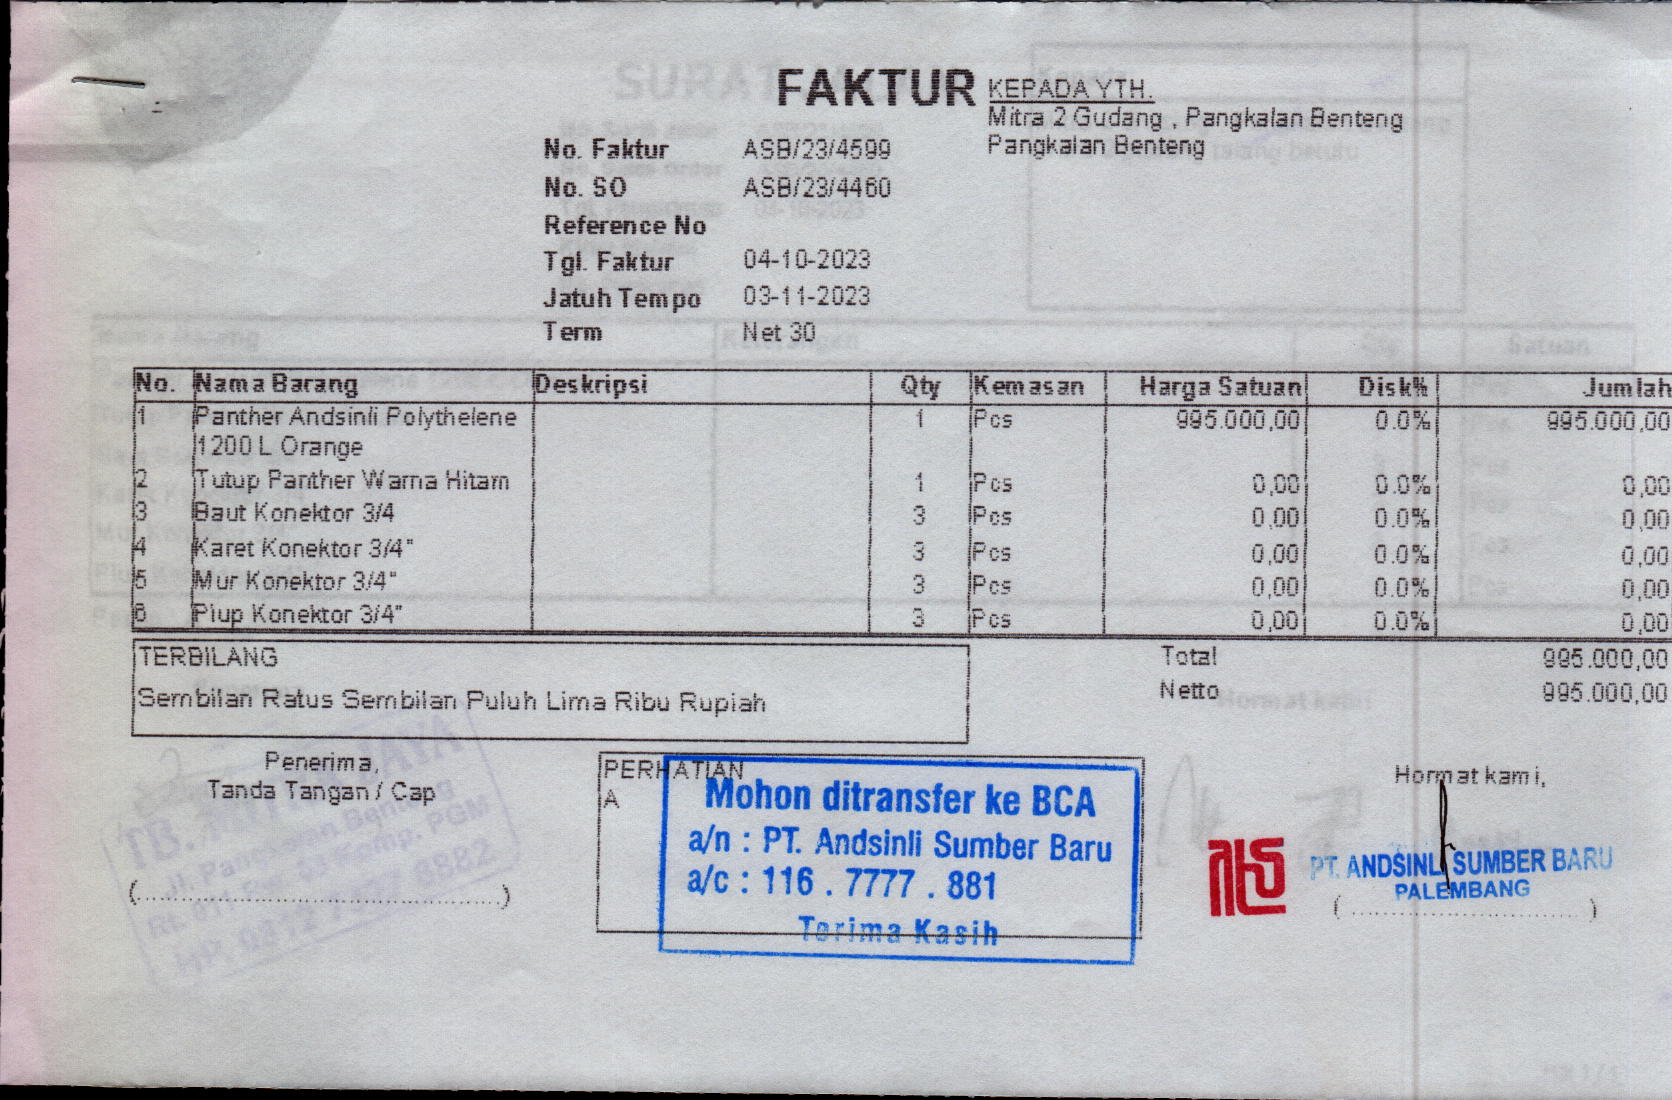 FAKTUR
KEPADA YTH.
Mitra 2 Gudang , Pangkalan Benteng
Pangkalan Benteng
No. Faktur ASB/23/4599
No. SO ASB/23/4460
Reference No
Tgl. Faktur 04-10-2023
Jatuh Tempo 03-11-2023
Term Net 30
No. Nama Barang Deskripsi Qty Kemasan Harga Satuan Disk% Jumlah
1 Panther Andsinli Polythelene 1 Pcs 995.000,00 0.0% 995.000,00
1200 L Orange
2 Tutup Panther Warna Hitam 1 Pcs 0,00 0.0% 0,00
3 Baut Konektor 3/4 3 Pcs 0,00 0.0% 0,00
4 Karet Konektor 3/4" 3 Pcs 0,00 0.0% 0,00
5 Mur Konektor 3/4" 3 Pcs 0,00 0.0% 0,00
6 Plup Konektor 3/4" 3 Pcs 0,00 0.0% 0,00
TERBILANG
Sembilan Ratus Sembilan Puluh Lima Ribu Rupiah
Total 995.000,00
Netto 995.000,00
Penerima,
Tanda Tangan / Cap
PERHATIAN
A
Mohon ditransfer ke BCA
a/n : PT. Andsinli Sumber Baru
a/c : 116 . 7777 . 881
Terima Kasih
Hormat kami,
PT. ANDSINLI SUMBER BARU
PALEMBANG